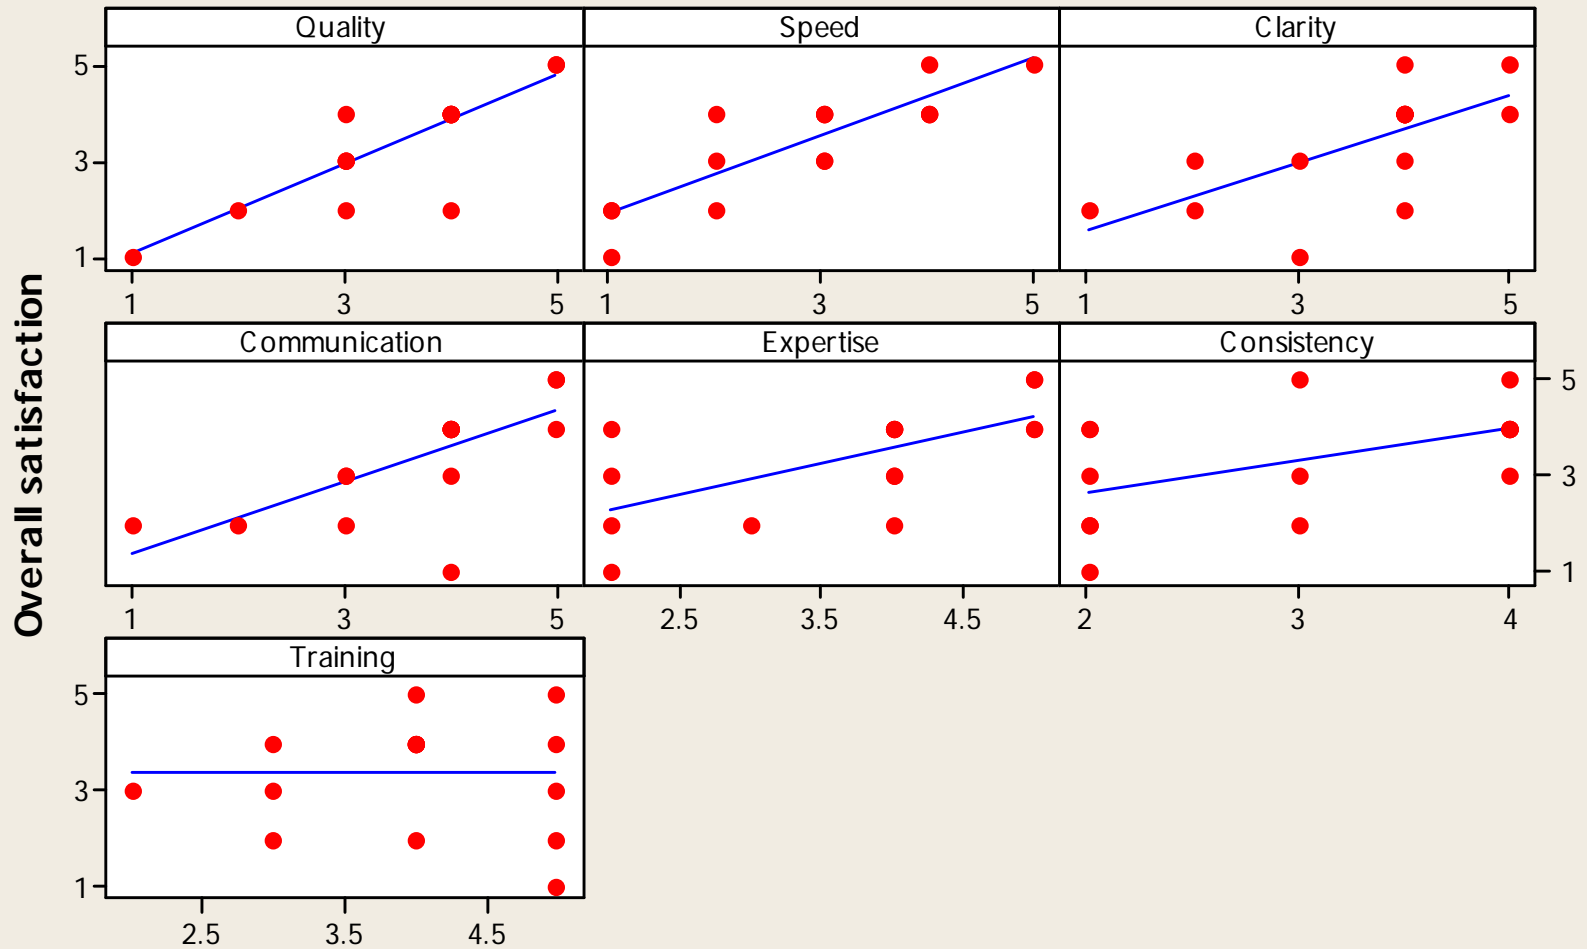 Quality Speed Clarity
5
3
1
1 3 5 1 3 5 1 3 5
Overall satisfaction
Communication Expertise Consistency
5
3
1
1 3 5 2.5 3.5 4.5 2 3 4
Training
5
3
1
2.5 3.5 4.5